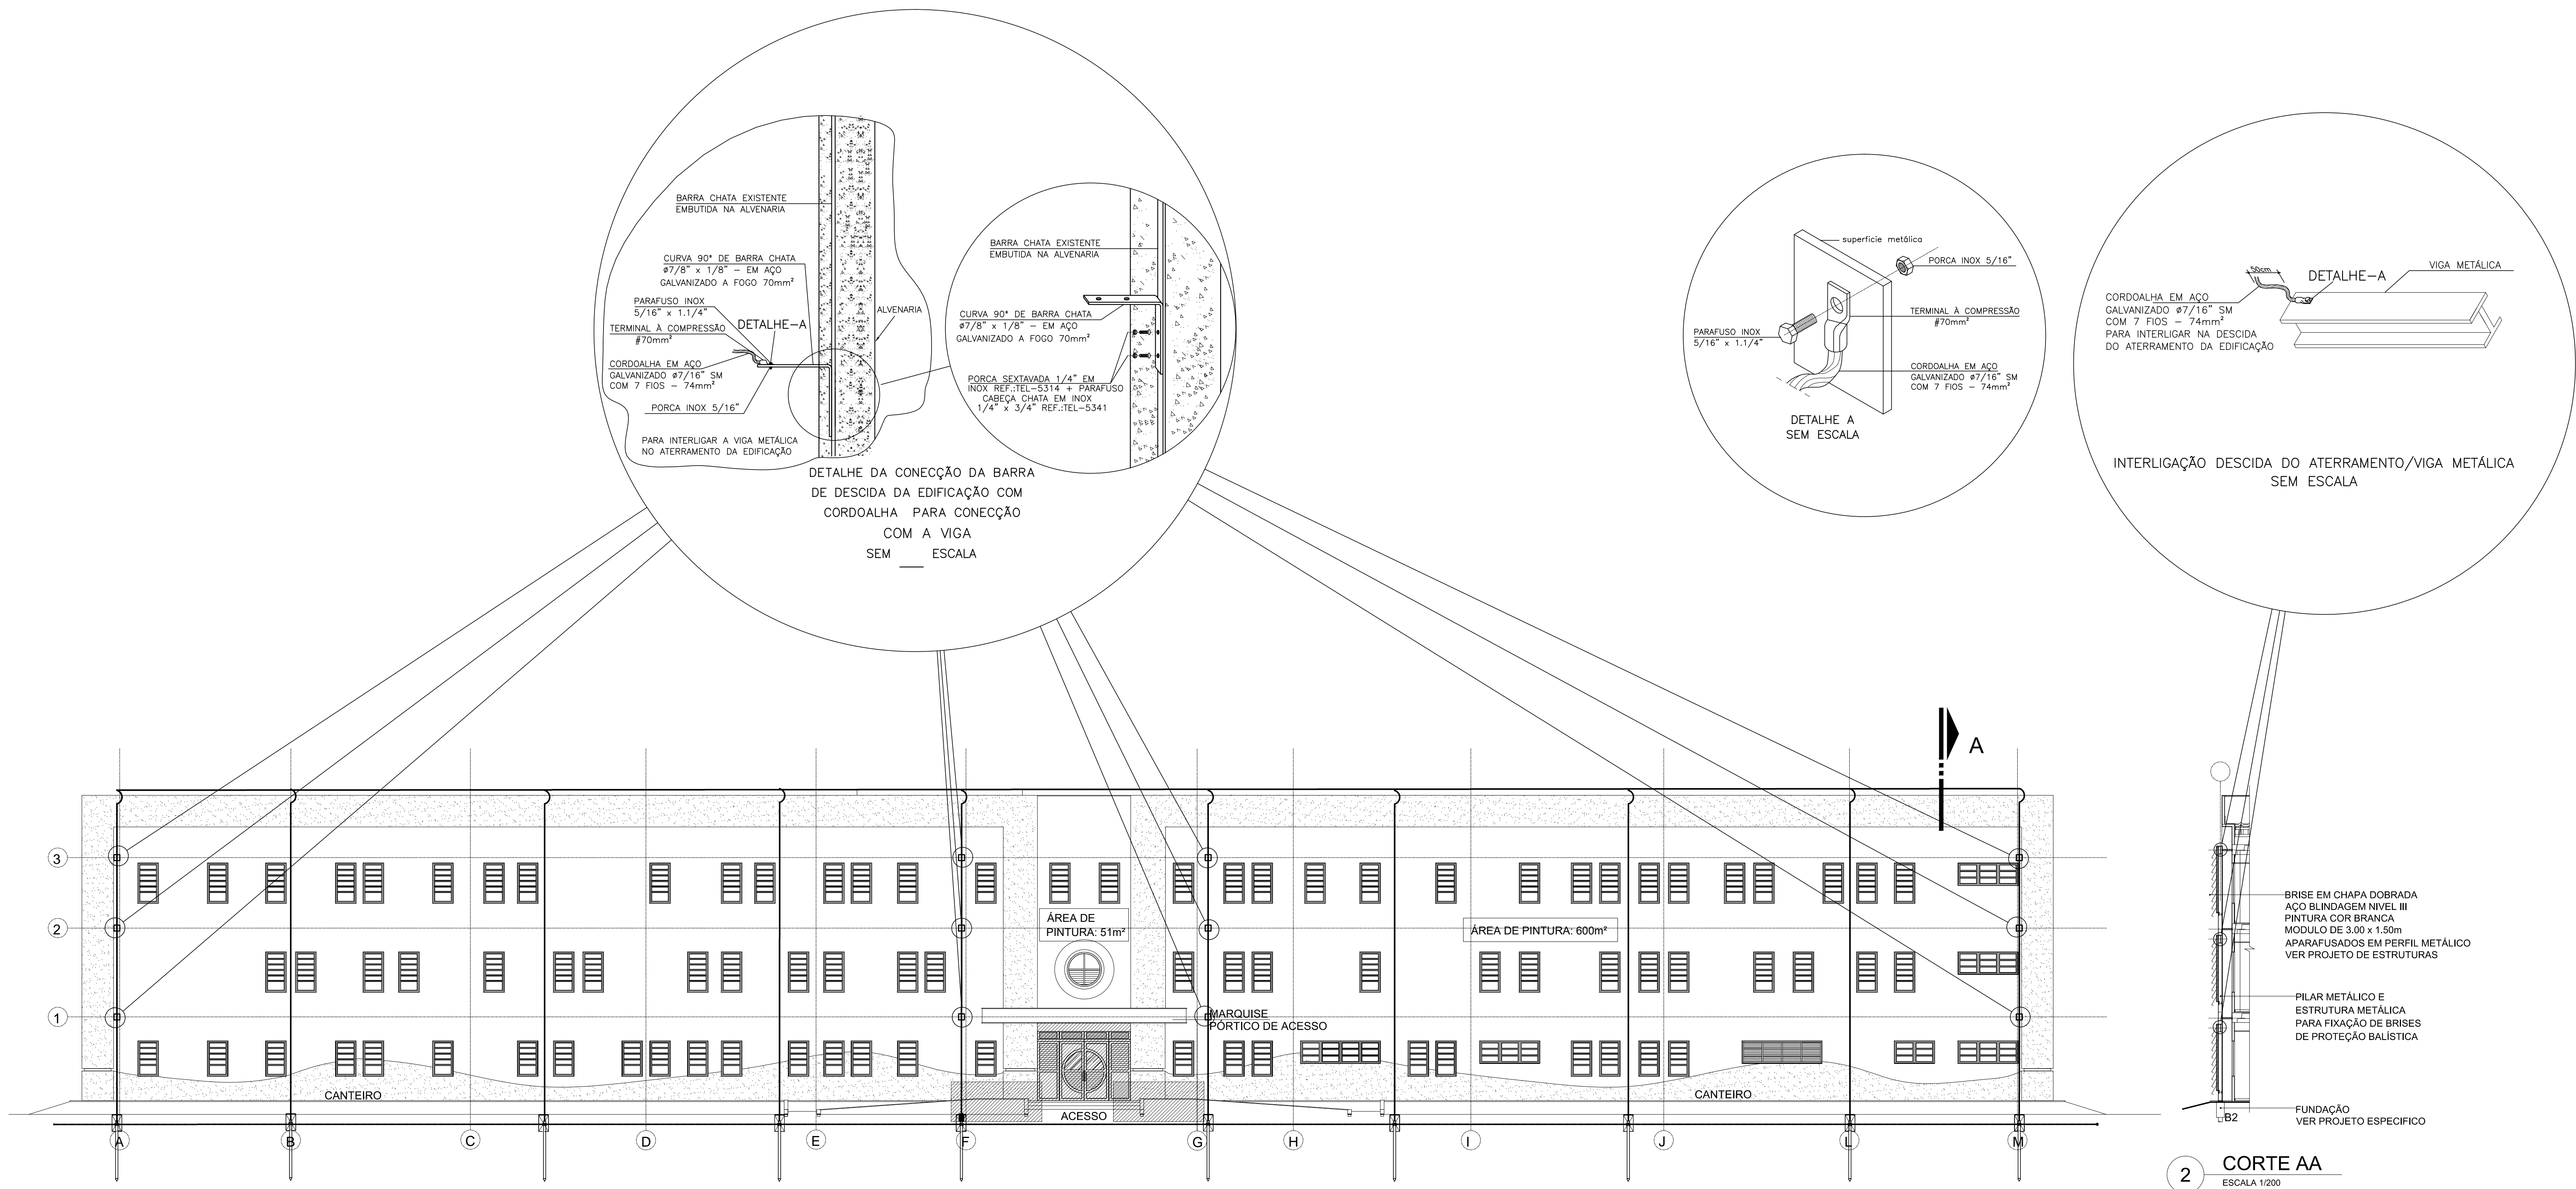 BARRA CHATA EXISTENTE
EMBUTIDA NA ALVENARIA
CURVA 90° DE BARRA CHATA
ø7/8" x 1/8" - EM AÇO
GALVANIZADO A FOGO 70mm²
PARAFUSO INOX
5/16" x 1.1/4"
DETALHE-A
TERMINAL À COMPRESSÃO
#70mm²
CORDOALHA EM AÇO
GALVANIZADO ø7/16" SM
COM 7 FIOS - 74mm²
PORCA INOX 5/16"
PARA INTERLIGAR A VIGA METÁLICA
NO ATERRAMENTO DA EDIFICAÇÃO
ALVENARIA
BARRA CHATA EXISTENTE
EMBUTIDA NA ALVENARIA
CURVA 90° DE BARRA CHATA
ø7/8" x 1/8" - EM AÇO
GALVANIZADO A FOGO 70mm²
PORCA SEXTAVADA 1/4" EM
INOX REF.:TEL-5314 + PARAFUSO
CABEÇA CHATA EM INOX
1/4" x 3/4" REF.:TEL-5341
DETALHE DA CONECÇÃO DA BARRA
DE DESCIDA DA EDIFICAÇÃO COM
CORDOALHA PARA CONECÇÃO
COM A VIGA
SEM ESCALA
superfície metálica
PORCA INOX 5/16"
TERMINAL À COMPRESSÃO
#70mm²
PARAFUSO INOX
5/16" x 1.1/4"
CORDOALHA EM AÇO
GALVANIZADO ø7/16" SM
COM 7 FIOS - 74mm²
DETALHE A
SEM ESCALA
50cm
DETALHE-A
VIGA METÁLICA
CORDOALHA EM AÇO
GALVANIZADO ø7/16" SM
COM 7 FIOS - 74mm²
PARA INTERLIGAR NA DESCIDA
DO ATERRAMENTO DA EDIFICAÇÃO
INTERLIGAÇÃO DESCIDA DO ATERRAMENTO/VIGA METÁLICA
SEM ESCALA
A
3
2
1
ÁREA DE
PINTURA: 51m²
ÁREA DE PINTURA: 600m²
MARQUISE
PÓRTICO DE ACESSO
CANTEIRO
ACESSO
CANTEIRO
A
B
C
D
E
F
G
H
I
J
L
M
BRISE EM CHAPA DOBRADA
AÇO BLINDAGEM NIVEL III
PINTURA COR BRANCA
MODULO DE 3.00 x 1.50m
APARAFUSADOS EM PERFIL METÁLICO
VER PROJETO DE ESTRUTURAS
PILAR METÁLICO E
ESTRUTURA METÁLICA
PARA FIXAÇÃO DE BRISES
DE PROTEÇÃO BALÍSTICA
FUNDAÇÃO
VER PROJETO ESPECIFICO
B2
2
CORTE AA
ESCALA 1/200